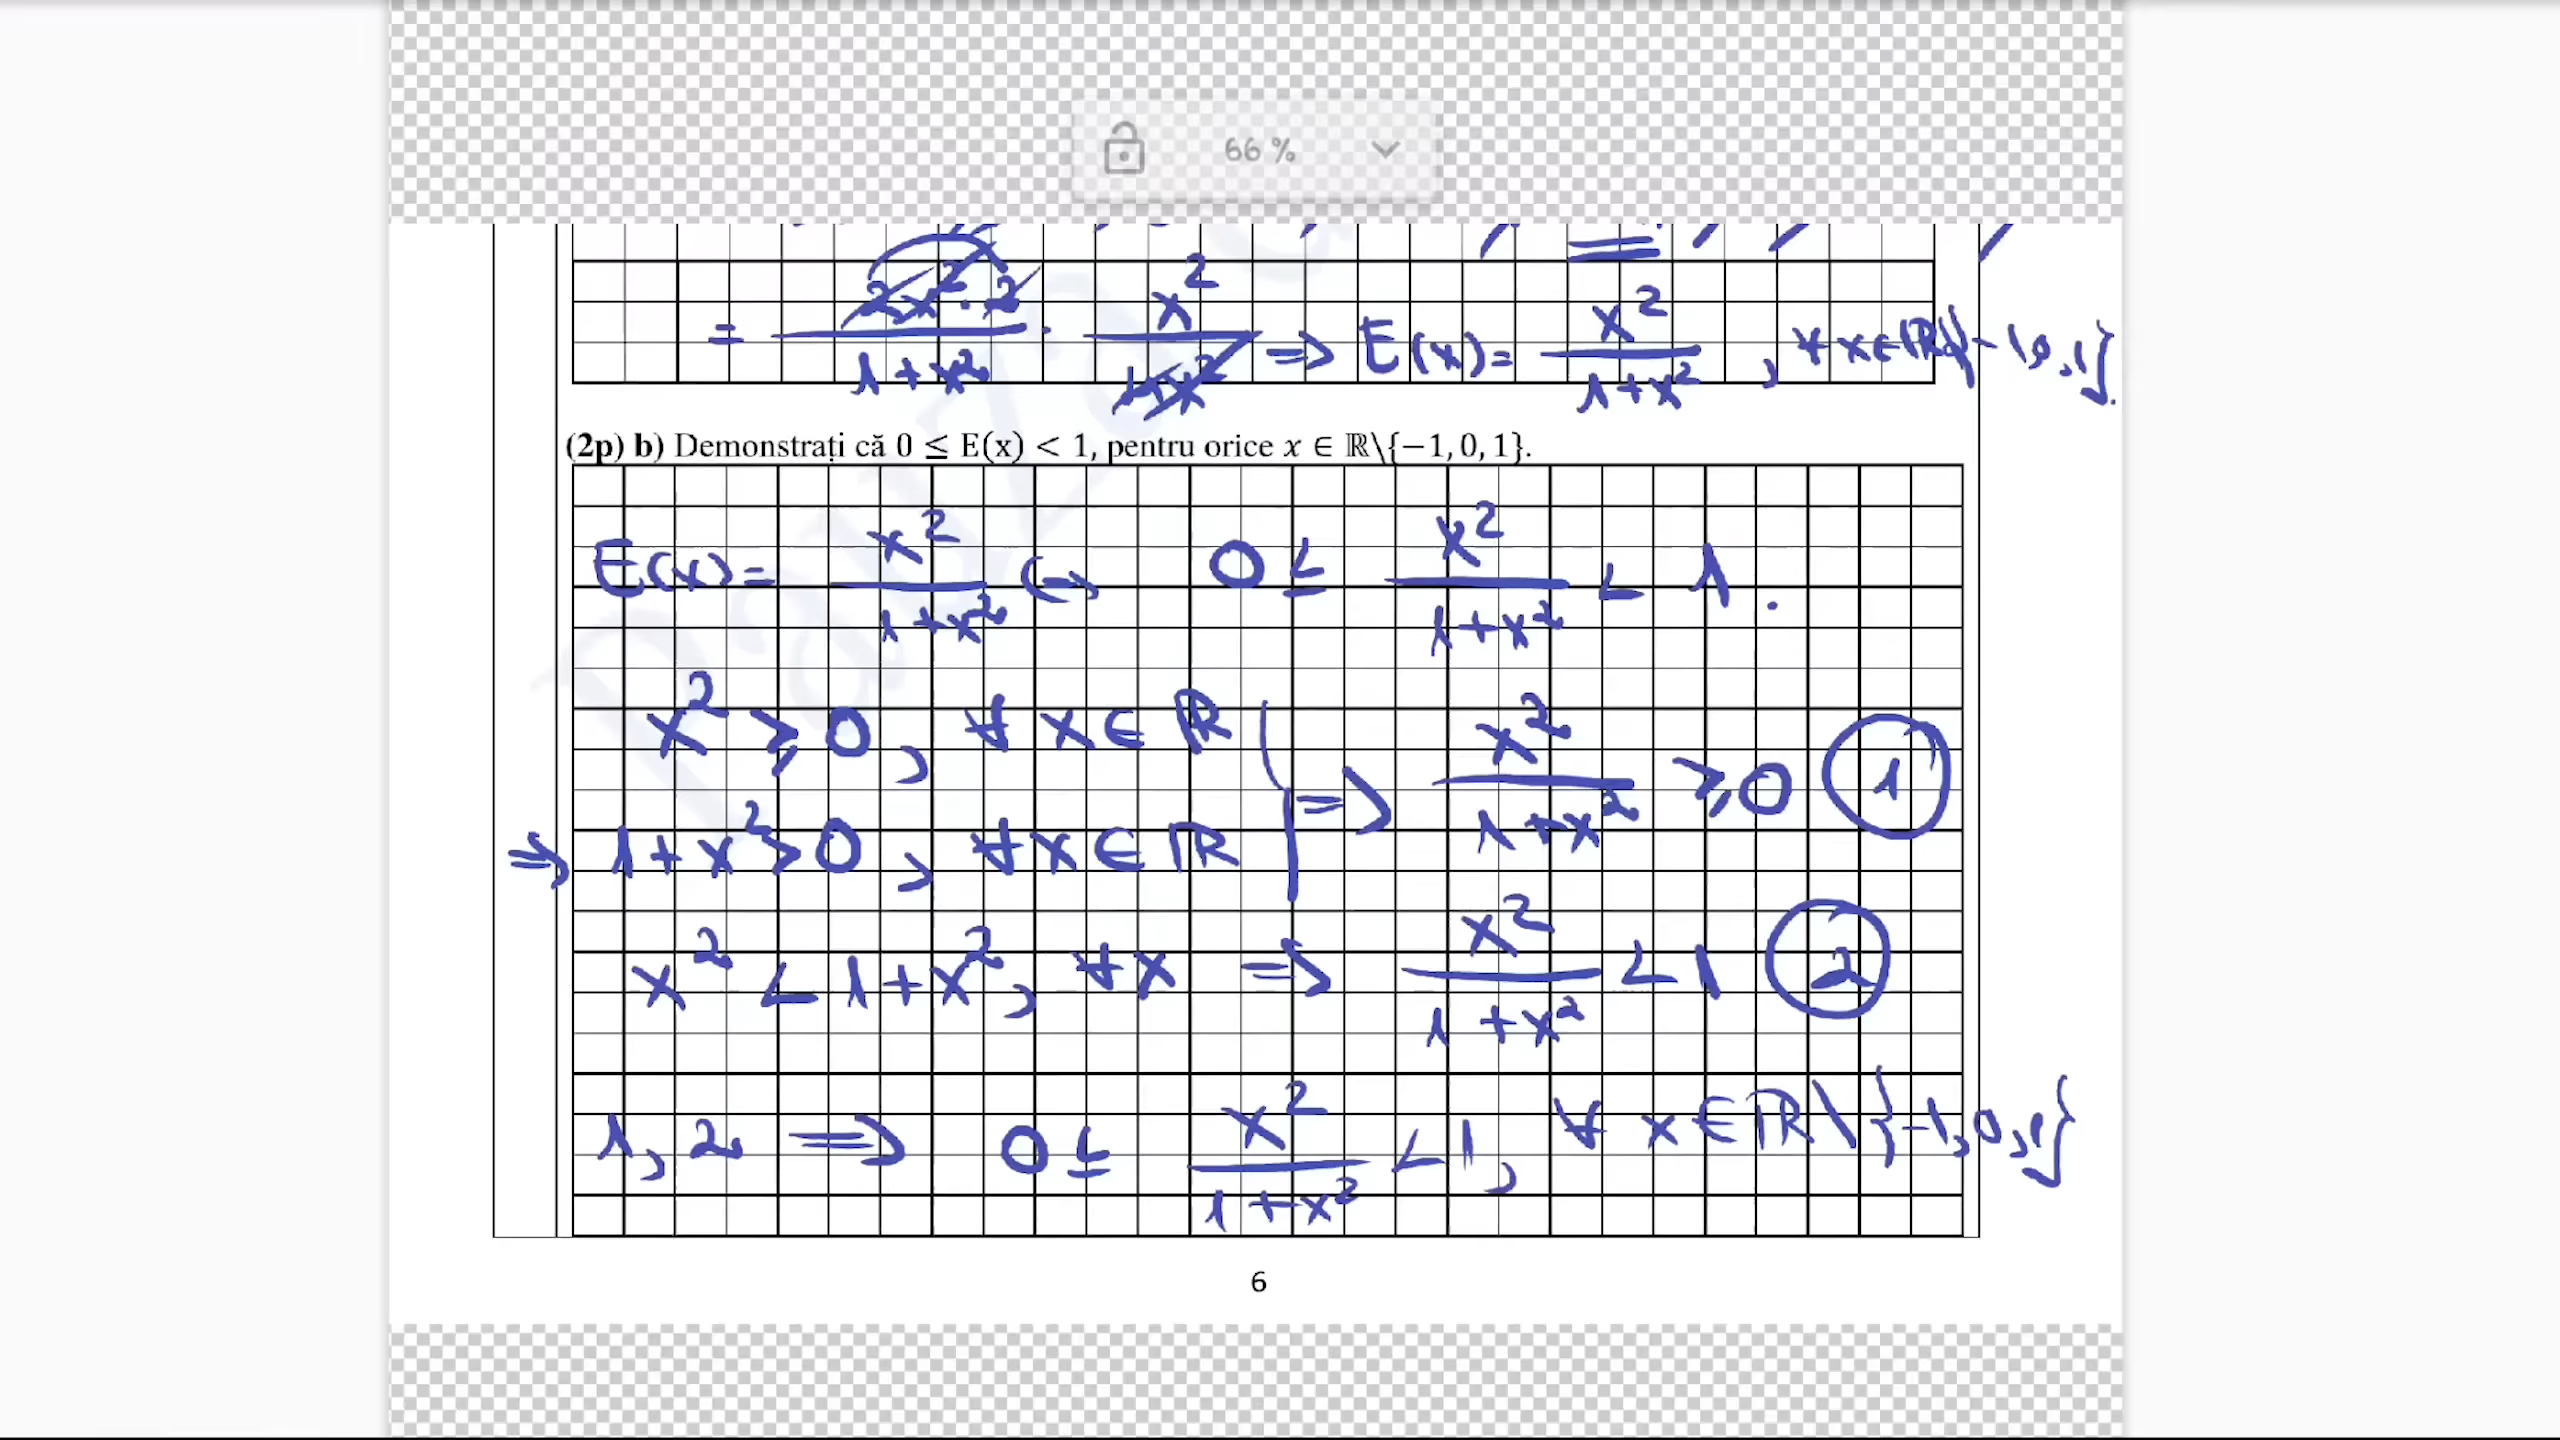 66 %
= 2x²·2 / 1+x² · x² / 4x² => E(x)= x² / 1+x² , ∀ x∈ℝ\{-1,0,1}.
(2p) b) Demonstrați că 0 ≤ E(x) < 1, pentru orice x ∈ ℝ\{−1, 0, 1}.
E(x)= x² / 1+x² (=> 0 ≤ x² / 1+x² < 1.
x² ⩾ 0, ∀ x∈ℝ
=> x² / 1+x² ⩾ 0 1
=> 1+x² > 0, ∀x∈ℝ
x² < 1+x², ∀x => x² / 1+x² < 1 2
1, 2 => 0 ≤ x² / 1+x² < 1, ∀ x∈ℝ\{-1,0,1}
6